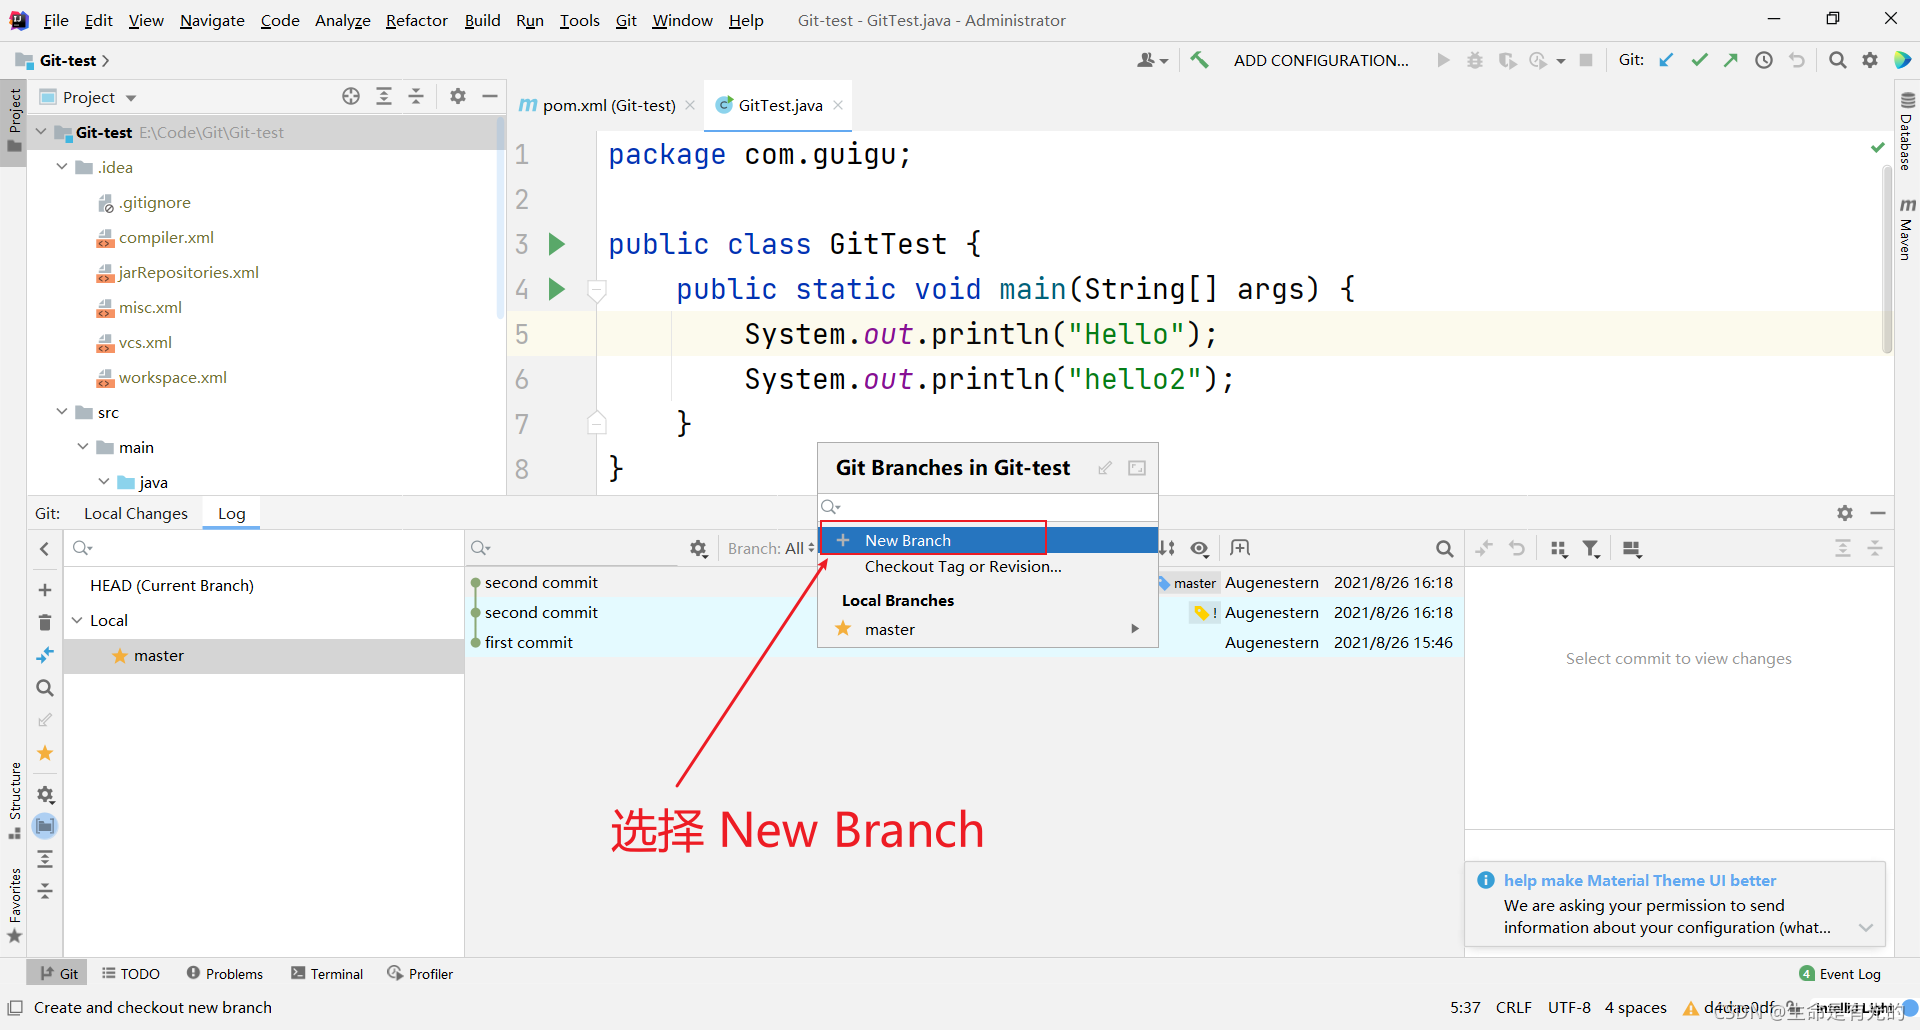 File Edit View Navigate Code Analyze Refactor Build Run Tools Git Window Help Git-test - GitTest.java - Administrator
Git-test
ADD CONFIGURATION... Git:
Project
Project
pom.xml (Git-test)
GitTest.java
Database
Maven
Git-test E:\Code\Git\Git-test
.idea
.gitignore
compiler.xml
jarRepositories.xml
misc.xml
vcs.xml
workspace.xml
src
main
java
1 package com.guigu;
2
3 public class GitTest {
4 public static void main(String[] args) {
5 System.out.println("Hello");
6 System.out.println("hello2");
7 }
8 }
Git: Local Changes Log
HEAD (Current Branch)
Local
master
Branch: All
second commit master Augenestern 2021/8/26 16:18
second commit ! Augenestern 2021/8/26 16:18
first commit Augenestern 2021/8/26 15:46
Git Branches in Git-test
New Branch
Checkout Tag or Revision...
Local Branches
master
Select commit to view changes
选择 New Branch
Structure
Favorites
help make Material Theme UI better
We are asking your permission to send
information about your configuration (what...
Git TODO Problems Terminal Profiler
4 Event Log
Create and checkout new branch
5:37 CRLF UTF-8 4 spaces d4dae0df
IntelliJ Light
CSDN @生命是有光的